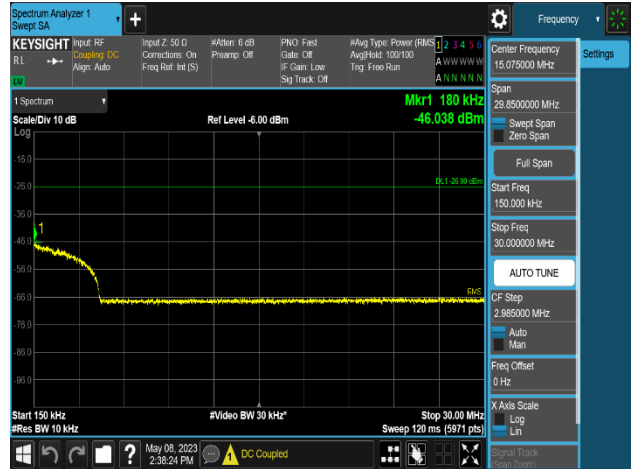 Spectrum Analyzer 1
Swept SA
Frequency
KEYSIGHT
R L
LW
Input: RF
Coupling: DC
Align: Auto
Input Z: 50 Ω
Corrections: On
Freq Ref: Int (S)
#Atten: 6 dB
Preamp: Off
PNO: Fast
Gate: Off
IF Gain: Low
Sig Track: Off
#Avg Type: Power (RMS
Avg|Hold: 100/100
Trig: Free Run
1 2 3 4 5 6
A W W W W W
A N N N N N
1 Spectrum
Scale/Div 10 dB
Ref Level -6.00 dBm
Mkr1 180 kHz
-46.038 dBm
Log
-16.0
-26.0
-36.0
-46.0
-56.0
-66.0
-76.0
-86.0
-96.0
DL1 -26.00 dBm
1
RMS
Start 150 kHz
#Res BW 10 kHz
#Video BW 30 kHz*
Stop 30.00 MHz
Sweep 120 ms (5971 pts)
?
May 08, 2023
2:38:24 PM
DC Coupled
Center Frequency
15.075000 MHz
Settings
Span
29.8500000 MHz
Swept Span
Zero Span
Full Span
Start Freq
150.000 kHz
Stop Freq
30.000000 MHz
AUTO TUNE
CF Step
2.985000 MHz
Auto
Man
Freq Offset
0 Hz
X Axis Scale
Log
Lin
Signal Track
(Span Zoom)